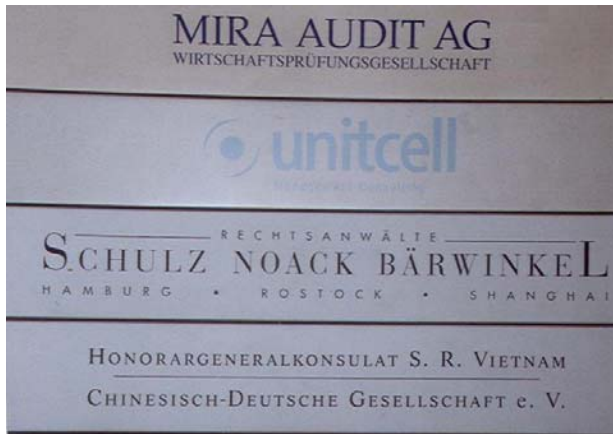 MIRA AUDIT AG
WIRTSCHAFTSPRÜFUNGSGESELLSCHAFT
unitcell
RECHTSANWÄLTE
SCHULZ NOACK BÄRWINKEL
HAMBURG • ROSTOCK • SHANGHAI
HONORARGENERALKONSULAT S. R. VIETNAM
CHINESISCH-DEUTSCHE GESELLSCHAFT e. V.